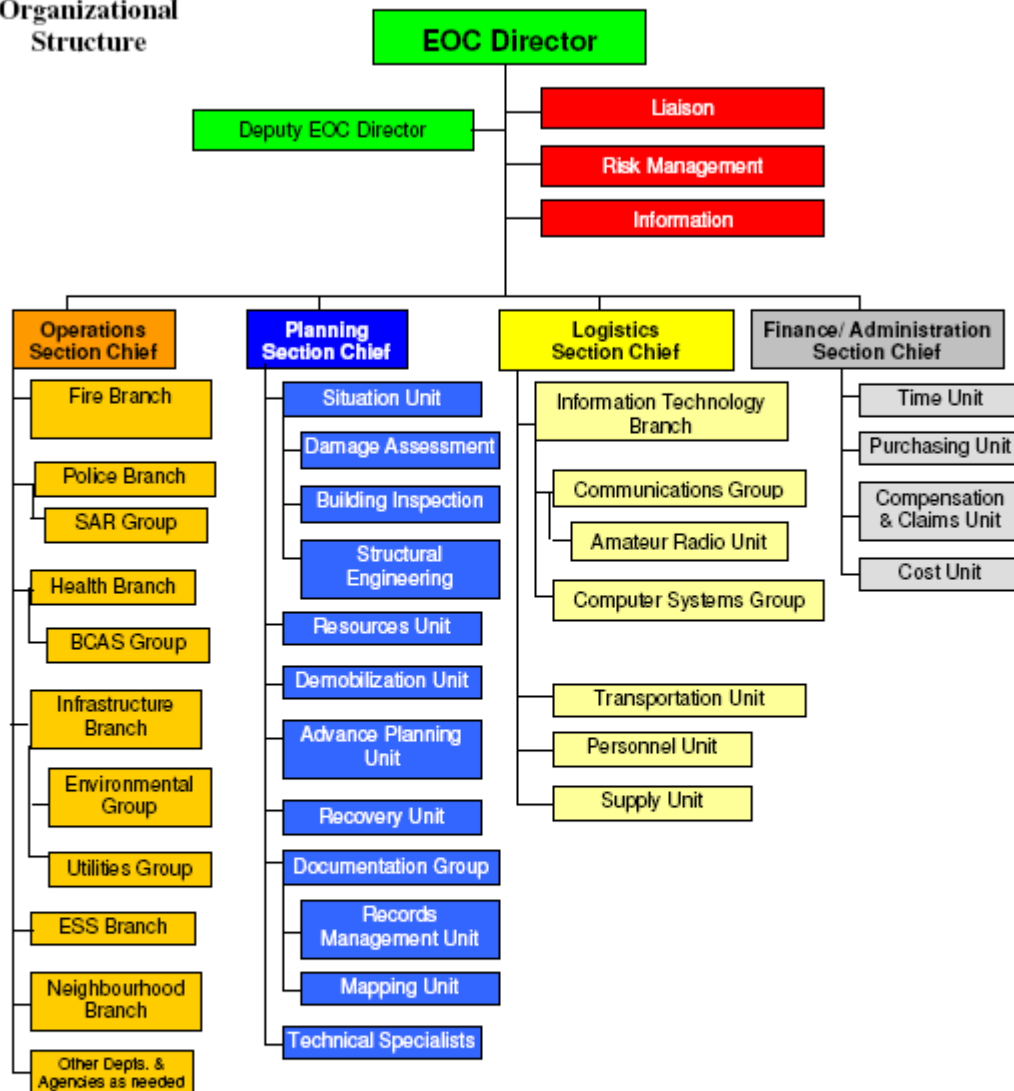 Organizational
Structure
EOC Director
Liaison
Deputy EOC Director
Risk Management
Information
Operations
Section Chief
Fire Branch
Police Branch
SAR Group
Health Branch
BCAS Group
Infrastructure
Branch
Environmental
Group
Utilities Group
ESS Branch
Neighbourhood
Branch
Other Depts. &
Agencies as needed
Planning
Section Chief
Situation Unit
Damage Assessment
Building Inspection
Structural
Engineering
Resources Unit
Demobilization Unit
Advance Planning
Unit
Recovery Unit
Documentation Group
Records
Management Unit
Mapping Unit
Technical Specialists
Logistics
Section Chief
Information Technology
Branch
Communications Group
Amateur Radio Unit
Computer Systems Group
Transportation Unit
Personnel Unit
Supply Unit
Finance/ Administration
Section Chief
Time Unit
Purchasing Unit
Compensation
& Claims Unit
Cost Unit